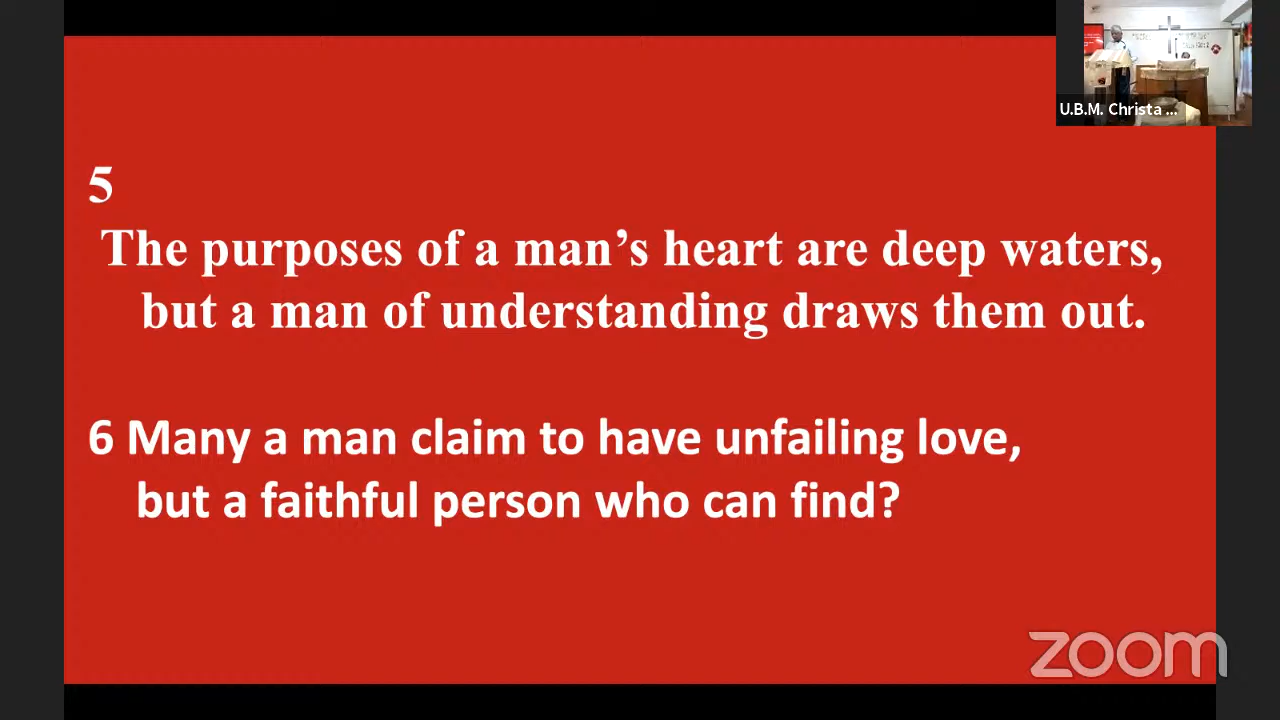 U.B.M. Christa ...
5
The purposes of a man’s heart are deep waters,
but a man of understanding draws them out.
6 Many a man claim to have unfailing love,
but a faithful person who can find?
zoom